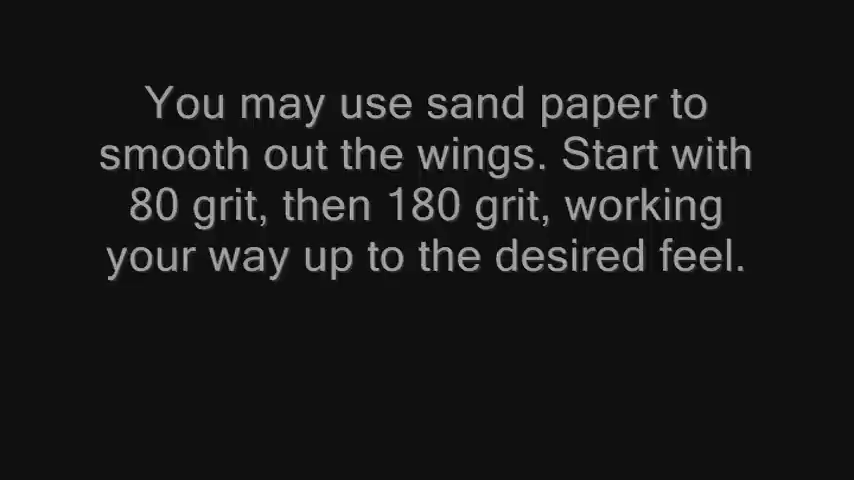 You may use sand paper to
smooth out the wings. Start with
80 grit, then 180 grit, working
your way up to the desired feel.